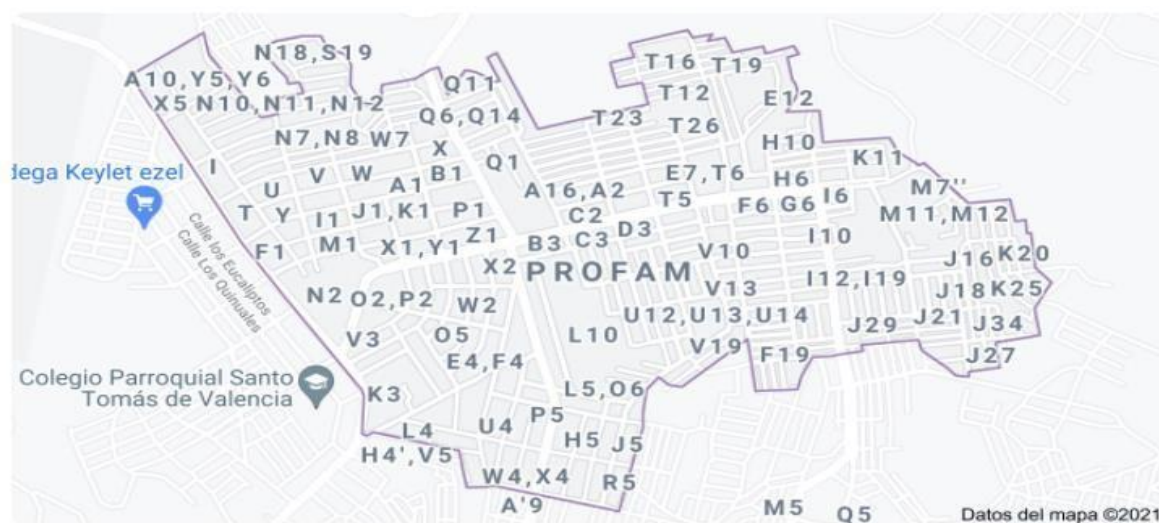 N18,S19
A10,Y5,Y6
Q11
T16
T19
X5 N10,N11,N12
T12
E12
Q6,Q14
T23
T26
N7,N8
W7
H10
X
Q1
K11
I
dega Keylet ezel
V
W
A1
B1
E7,T6
H6
M7''
U
A16,A2
T5
F6
G6
I6
T
Y
I1
J1,K1
P1
C2
M11,M12
D3
Z1
F1
M1
X1,Y1
B3
C3
V10
I10
J16
K20
Calle los Eucaliptos
Calle Los Quinuales
X2
PROFAM
I12,I19
V13
J18
K25
N2
O2,P2
W2
U12,U13,U14
J29
J21
J34
V3
O5
L10
V19
F19
J27
E4,F4
Colegio Parroquial Santo
Tomás de Valencia
K3
L5,O6
P5
L4
U4
H5
J5
H4',V5
W4,X4
R5
A'9
M5
Q5
Datos del mapa ©2021